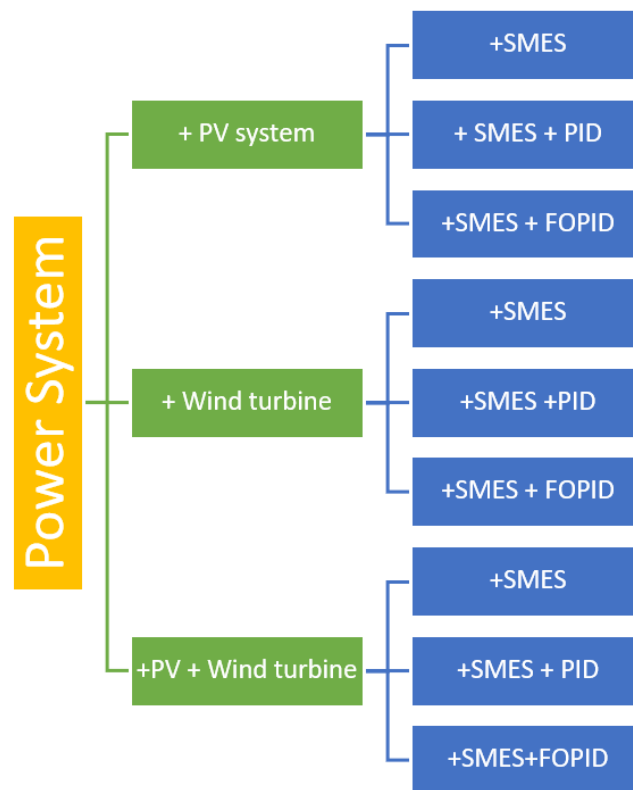 Power System
+ PV system
+SMES
+ SMES + PID
+SMES + FOPID
+ Wind turbine
+SMES
+SMES +PID
+SMES + FOPID
+PV + Wind turbine
+SMES
+SMES + PID
+SMES+FOPID